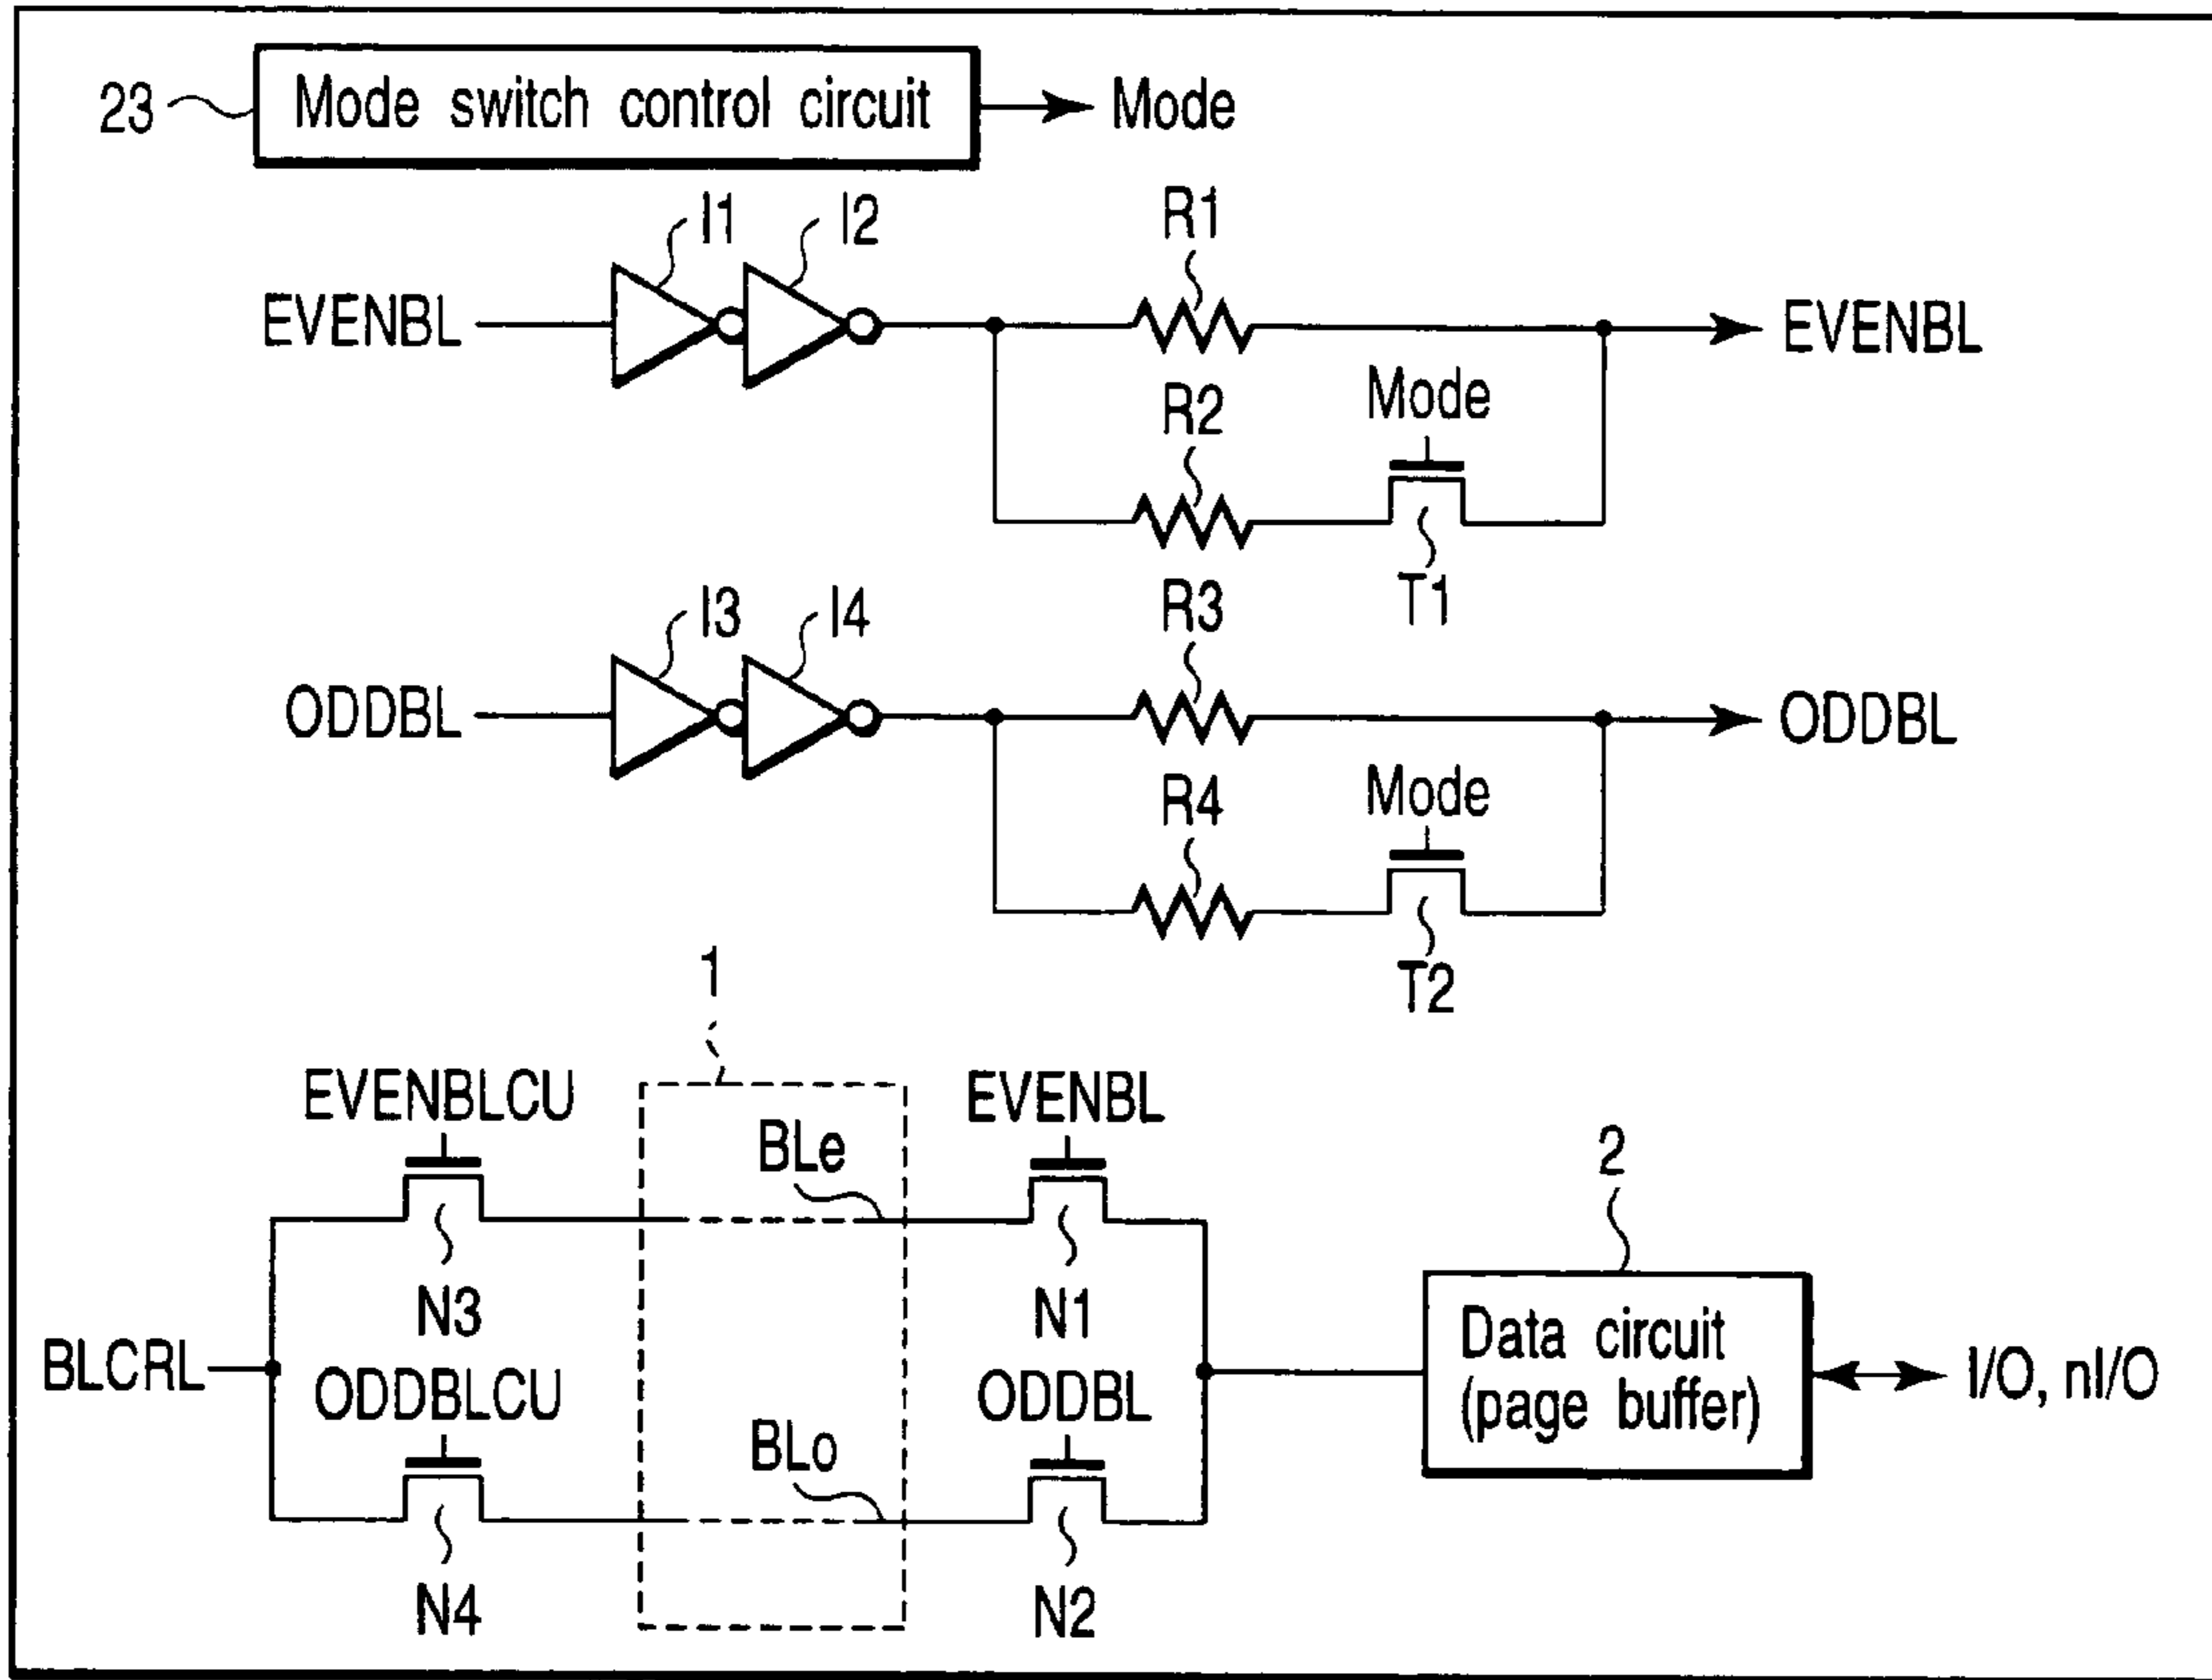 23
Mode switch control circuit
Mode
I1
I2
R1
EVENBL
EVENBL
R2
Mode
T1
I3
I4
R3
ODDBL
ODDBL
R4
Mode
T2
1
EVENBLCU
EVENBL
BLe
2
N3
N1
Data circuit
(page buffer)
BLCRL
I/O, nI/O
ODDBLCU
ODDBL
BLo
N4
N2